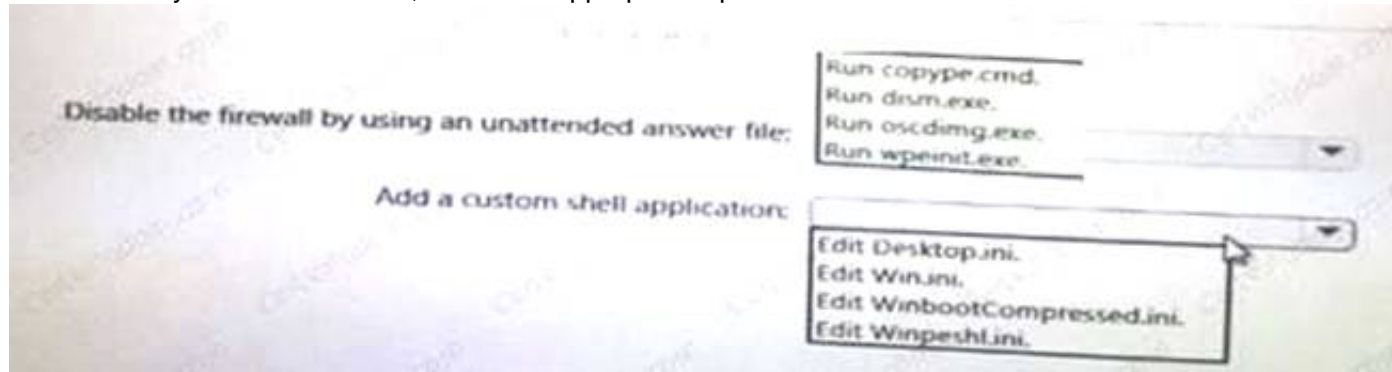 Run copype.cmd.
Run dism.exe.
Disable the firewall by using an unattended answer file:
Run oscdimg.exe.
Run wpeinit.exe.
Add a custom shell application:
Edit Desktop.ini.
Edit Win.ini.
Edit WinbootCompressed.ini.
Edit Winpeshl.ini.